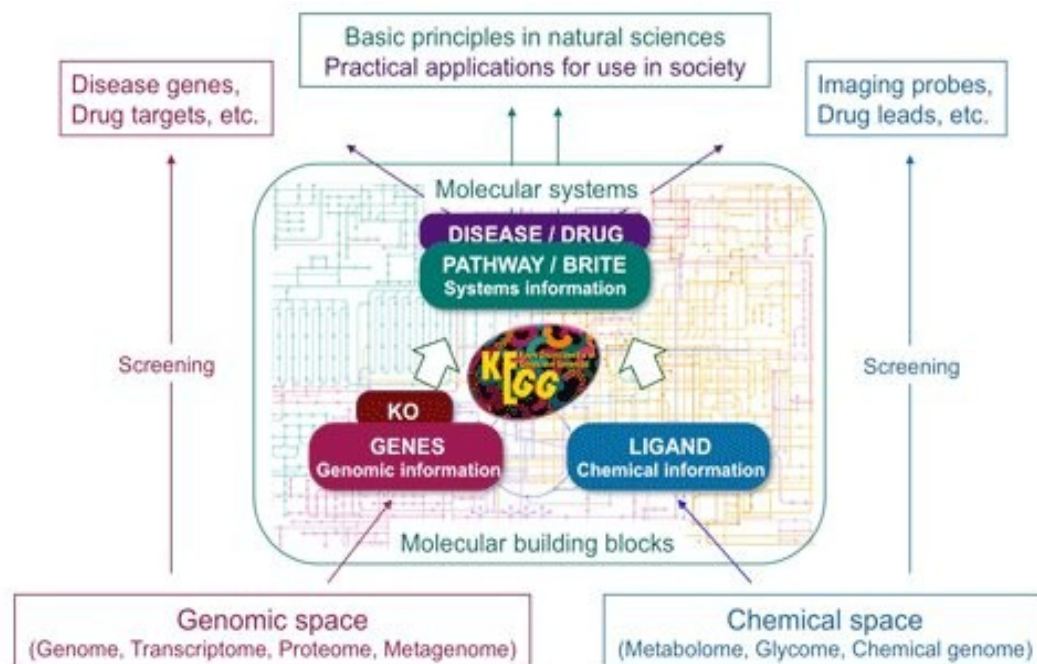 Basic principles in natural sciences
Practical applications for use in society
Disease genes,
Drug targets, etc.
Imaging probes,
Drug leads, etc.
Molecular systems
DISEASE / DRUG
PATHWAY / BRITE
Systems information
Screening
Screening
KEGG
KO
GENES
Genomic information
LIGAND
Chemical information
Molecular building blocks
Genomic space
(Genome, Transcriptome, Proteome, Metagenome)
Chemical space
(Metabolome, Glycome, Chemical genome)